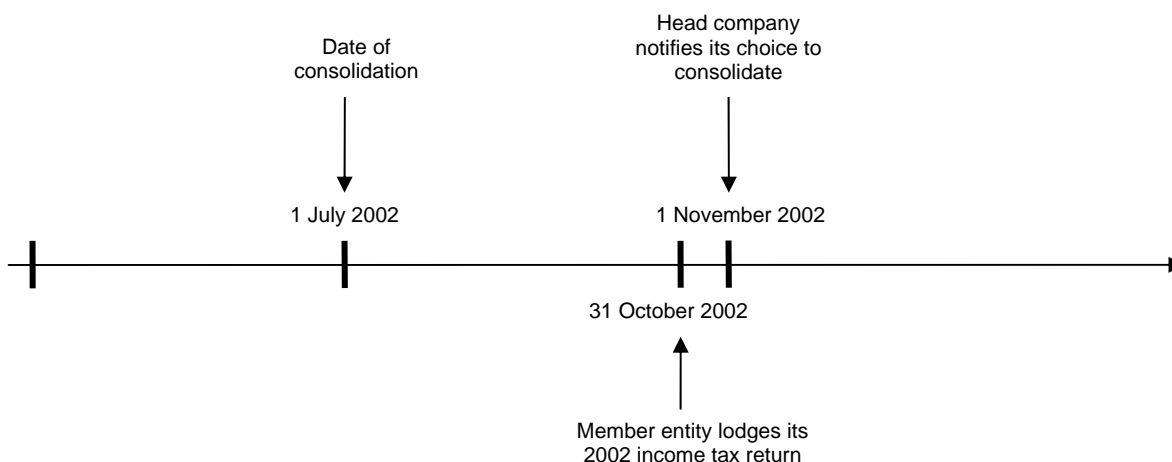 Date of
consolidation
Head company
notifies its choice to
consolidate
1 July 2002
1 November 2002
31 October 2002
Member entity lodges its
2002 income tax return